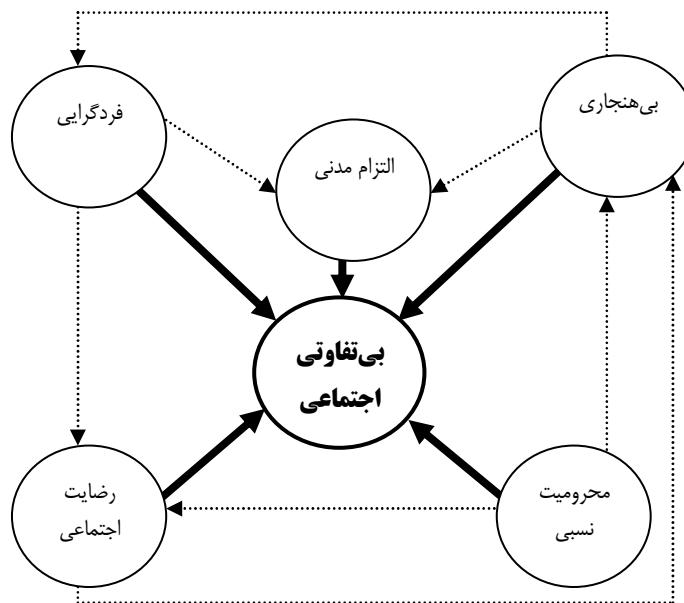 بی‌هنجاری
فردگرایی
التزام مدنی
بی‌تفاوتی
اجتماعی
محرومیت
نسبی
رضایت
اجتماعی